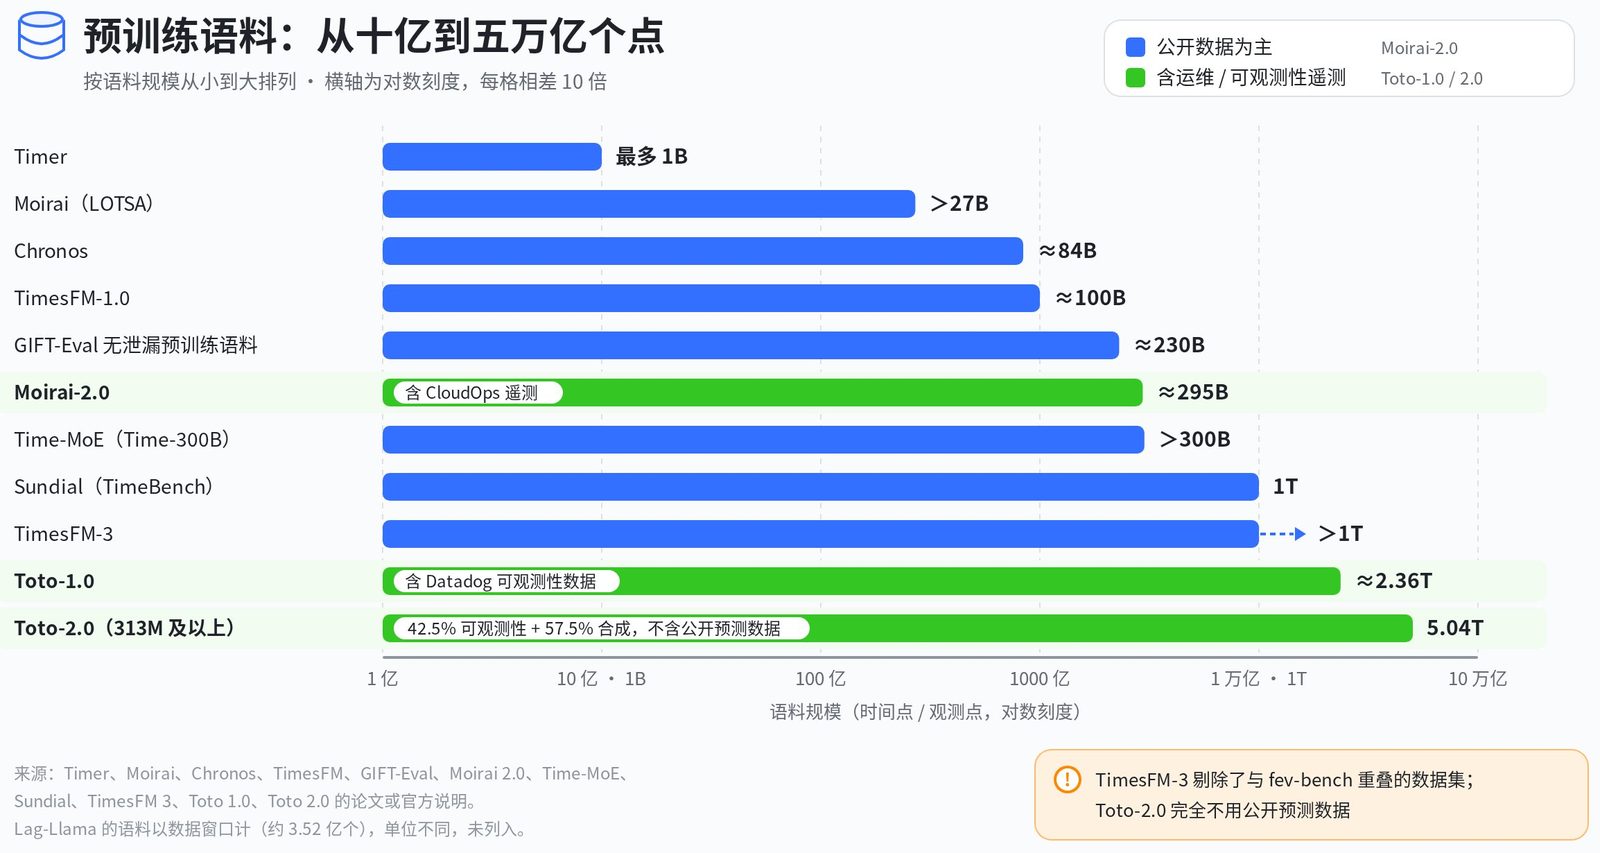 预训练语料：从十亿到五万亿个点
按语料规模从小到大排列 · 横轴为对数刻度，每格相差 10 倍
公开数据为主 Moirai-2.0
含运维 / 可观测性遥测 Toto-1.0 / 2.0
Timer 最多 1B
Moirai（LOTSA） >27B
Chronos ≈84B
TimesFM-1.0 ≈100B
GIFT-Eval 无泄漏预训练语料 ≈230B
Moirai-2.0 含 CloudOps 遥测 ≈295B
Time-MoE（Time-300B） >300B
Sundial（TimeBench） 1T
TimesFM-3 >1T
Toto-1.0 含 Datadog 可观测性数据 ≈2.36T
Toto-2.0（313M 及以上） 42.5% 可观测性 + 57.5% 合成，不含公开预测数据 5.04T
1 亿 10 亿 · 1B 100 亿 1000 亿 1 万亿 · 1T 10 万亿
语料规模（时间点 / 观测点，对数刻度）
来源：Timer、Moirai、Chronos、TimesFM、GIFT-Eval、Moirai 2.0、Time-MoE、
Sundial、TimesFM 3、Toto 1.0、Toto 2.0 的论文或官方说明。
Lag-Llama 的语料以数据窗口计（约 3.52 亿个），单位不同，未列入。
TimesFM-3 剔除了与 fev-bench 重叠的数据集；
Toto-2.0 完全不用公开预测数据